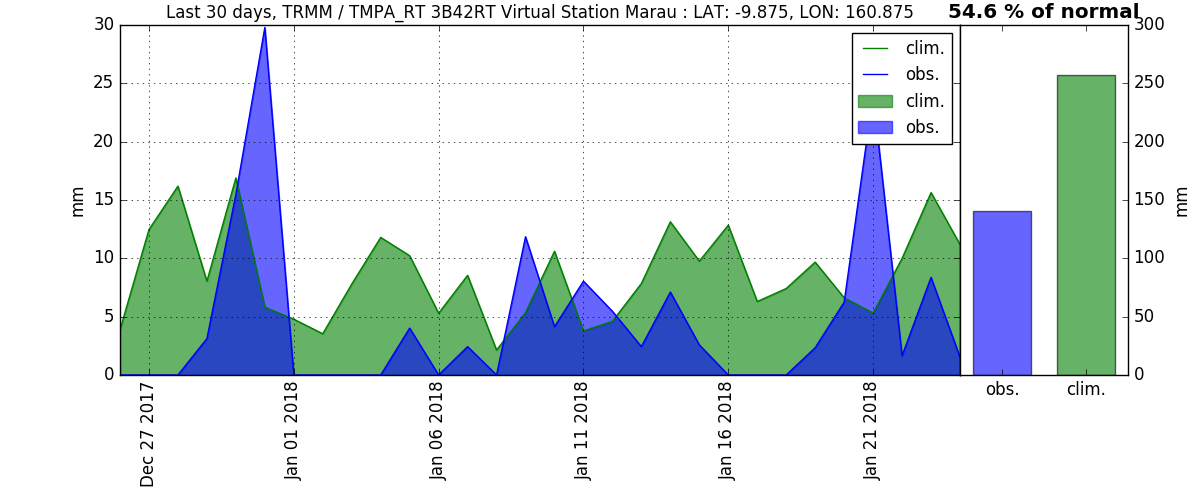 Last 30 days, TRMM / TMPA_RT 3B42RT Virtual Station Marau : LAT: -9.875, LON: 160.875
54.6 % of normal
30
25
20
15
10
5
0
mm
clim.
obs.
clim.
obs.
Dec 27 2017
Jan 01 2018
Jan 06 2018
Jan 11 2018
Jan 16 2018
Jan 21 2018
300
250
200
150
100
50
0
mm
obs.
clim.